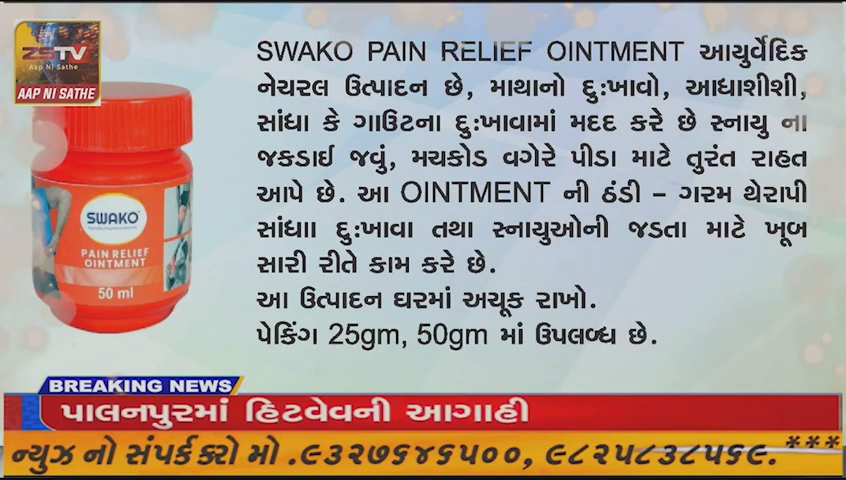 ZSTV
Aap Ni Sathe
AAP NI SATHE
SWAKO PAIN RELIEF OINTMENT આયુર્વેદિક
નેચરલ ઉત્પાદન છે, માથાનો દુઃખાવો, આધાશીશી,
સાંધા કે ગાઉટના દુઃખાવામાં મદદ કરે છે સ્નાયુ ના
જકડાઈ જવું, મચકોડ વગેરે પીડા માટે તુરંત રાહત
આપે છે. આ OINTMENT ની ઠંડી – ગરમ થેરાપી
સાંધાા દુઃખાવા તથા સ્નાયુઓની જડતા માટે ખૂબ
સારી રીતે કામ કરે છે.
આ ઉત્પાદન ઘરમાં અચૂક રાખો.
પેકિંગ 25gm, 50gm માં ઉપલબ્ધ છે.
SWAKO
PAIN RELIEF
OINTMENT
50 ml
BREAKING NEWS
પાલનપુરમાં હિટવેવની આગાહી
ન્યુઝ નો સંપર્ક કરો મો .૯૩૨૭૬૪૬૫૦૦, ૯૮૨૫૮૩૮૫૬૯. ***